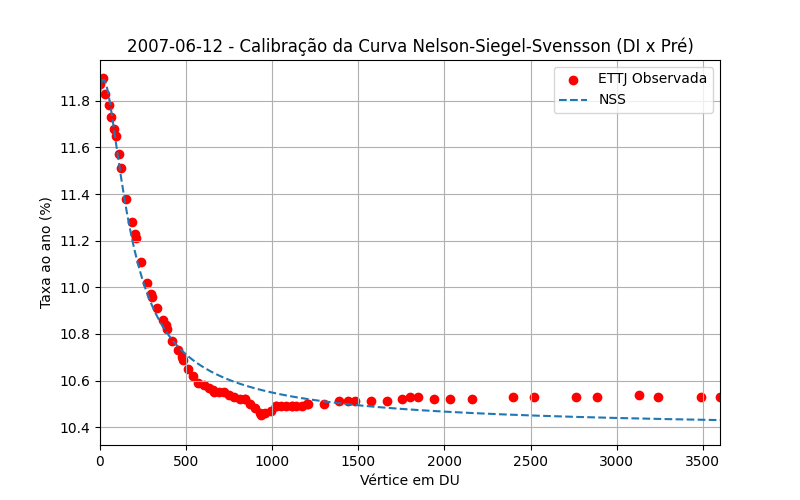 2007-06-12 - Calibração da Curva Nelson-Siegel-Svensson (DI x Pré)
ETTJ Observada
NSS
Taxa ao ano (%)
11.8
11.6
11.4
11.2
11.0
10.8
10.6
10.4
0 500 1000 1500 2000 2500 3000 3500
Vértice em DU